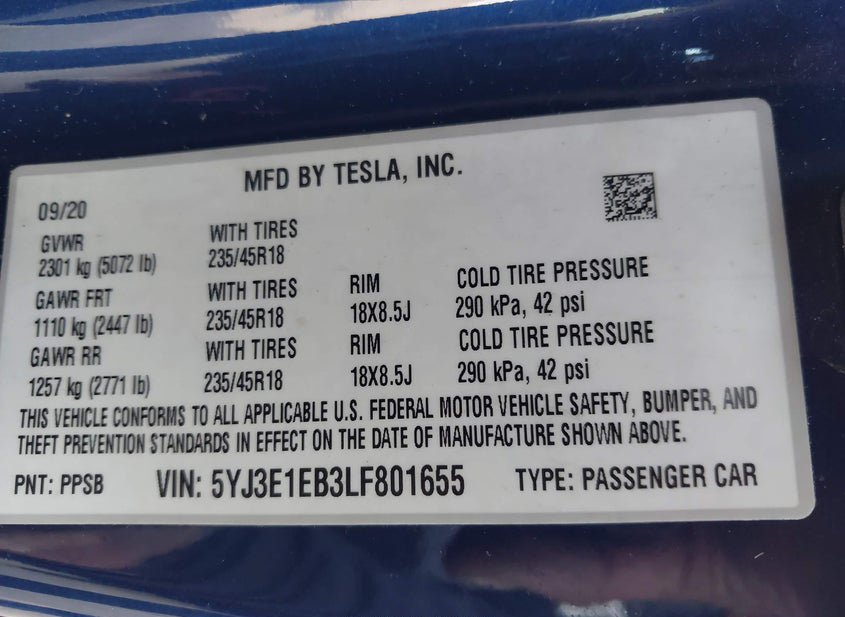 MFD BY TESLA, INC.
09/20
GVWR WITH TIRES
2301 kg (5072 lb) 235/45R18
GAWR FRT WITH TIRES RIM COLD TIRE PRESSURE
1110 kg (2447 lb) 235/45R18 18X8.5J 290 kPa, 42 psi
GAWR RR WITH TIRES RIM COLD TIRE PRESSURE
1257 kg (2771 lb) 235/45R18 18X8.5J 290 kPa, 42 psi
THIS VEHICLE CONFORMS TO ALL APPLICABLE U.S. FEDERAL MOTOR VEHICLE SAFETY, BUMPER, AND
THEFT PREVENTION STANDARDS IN EFFECT ON THE DATE OF MANUFACTURE SHOWN ABOVE.
PNT: PPSB VIN: 5YJ3E1EB3LF801655 TYPE: PASSENGER CAR